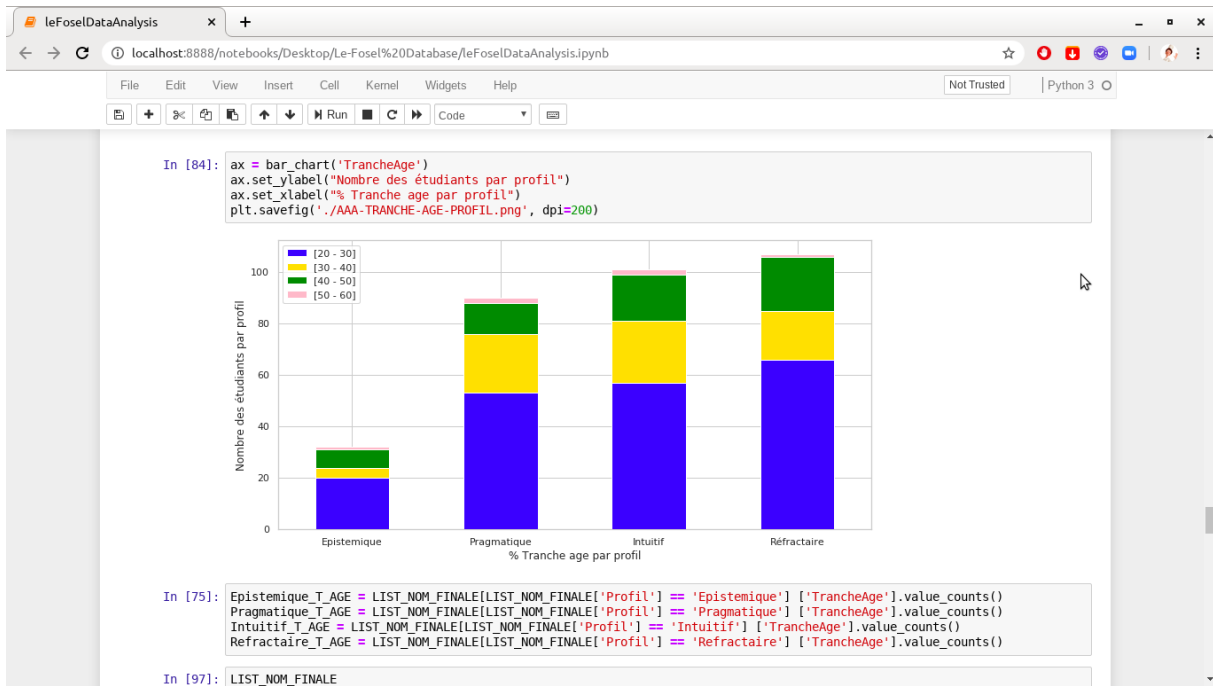 leFoselDataAnalysis
localhost:8888/notebooks/Desktop/Le-Fosel%20Database/leFoselDataAnalysis.ipynb
File Edit View Insert Cell Kernel Widgets Help Not Trusted Python 3
Run Code
In [84]: ax = bar_chart('TrancheAge')
ax.set_ylabel("Nombre des étudiants par profil")
ax.set_xlabel("% Tranche age par profil")
plt.savefig('./AAA-TRANCHE-AGE-PROFIL.png', dpi=200)
[20 - 30]
[30 - 40]
[40 - 50]
[50 - 60]
Nombre des étudiants par profil
100
80
60
40
20
0
Epistemique Pragmatique Intuitif Réfractaire
% Tranche age par profil
In [75]: Epistemique_T_AGE = LIST_NOM_FINALE[LIST_NOM_FINALE['Profil'] == 'Epistemique'] ['TrancheAge'].value_counts()
Pragmatique_T_AGE = LIST_NOM_FINALE[LIST_NOM_FINALE['Profil'] == 'Pragmatique'] ['TrancheAge'].value_counts()
Intuitif_T_AGE = LIST_NOM_FINALE[LIST_NOM_FINALE['Profil'] == 'Intuitif'] ['TrancheAge'].value_counts()
Refractaire_T_AGE = LIST_NOM_FINALE[LIST_NOM_FINALE['Profil'] == 'Refractaire'] ['TrancheAge'].value_counts()
In [97]: LIST_NOM_FINALE